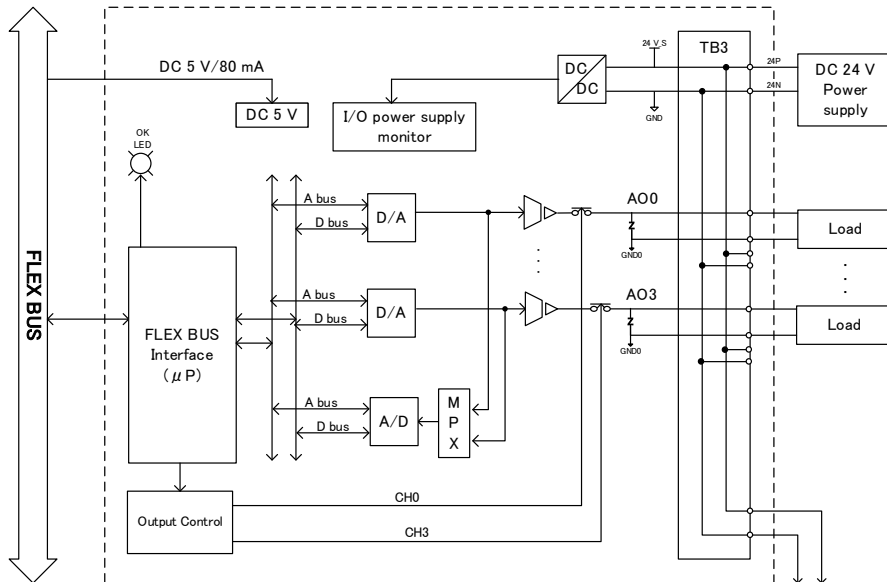 DC 5 V/80 mA
DC 5 V
OK
LED
FLEX BUS
FLEX BUS
Interface
(μP)
Output Control
I/O power supply
monitor
DC
DC
24 V_S
GND
TB3
24P
24N
DC 24 V
Power
supply
A bus
D bus
D/A
AO0
Z
GND0
Load
A bus
D bus
D/A
AO3
Z
GND0
Load
A bus
D bus
A/D
M
P
X
CH0
CH3